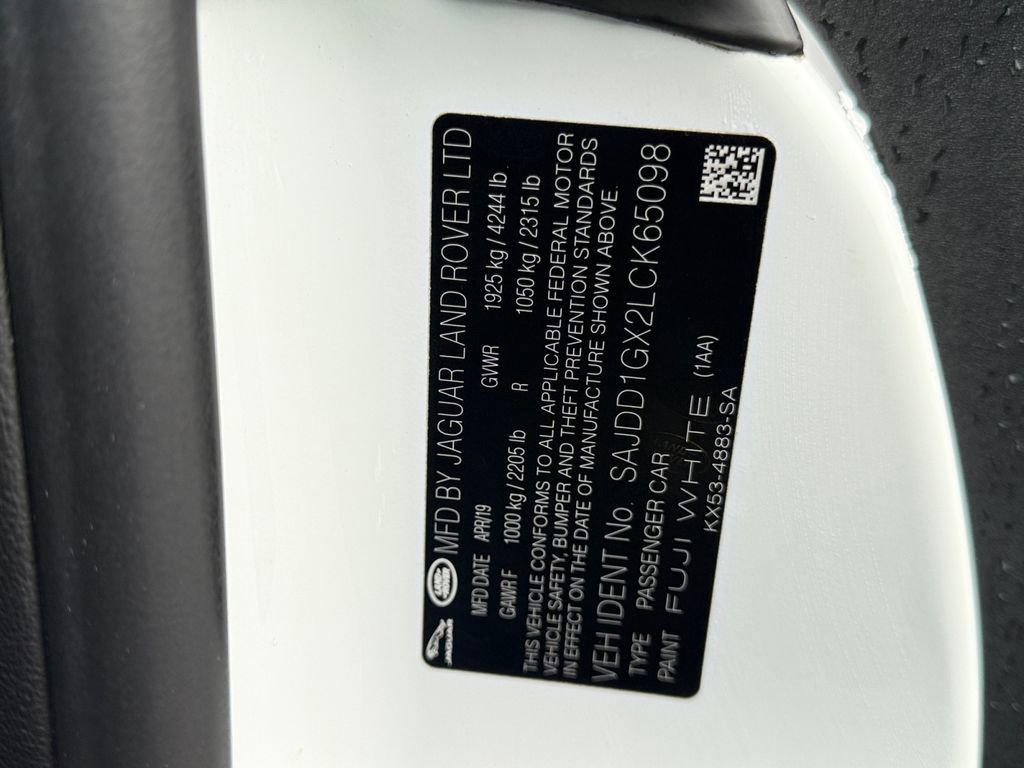 JAGUAR LAND ROVER MFD BY JAGUAR LAND ROVER LTD
MFD DATE APR/19 GVWR 1925 kg / 4244 lb.
GAWR F 1000 kg / 2205 lb R 1050 kg / 2315 lb
THIS VEHICLE CONFORMS TO ALL APPLICABLE FEDERAL MOTOR
VEHICLE SAFETY, BUMPER AND THEFT PREVENTION STANDARDS
IN EFFECT ON THE DATE OF MANUFACTURE SHOWN ABOVE.
VEH IDENT No. SAJDD1GX2LCK65098
TYPE PASSENGER CAR
PAINT FUJI WHITE (1AA)
KX53-4883-SA